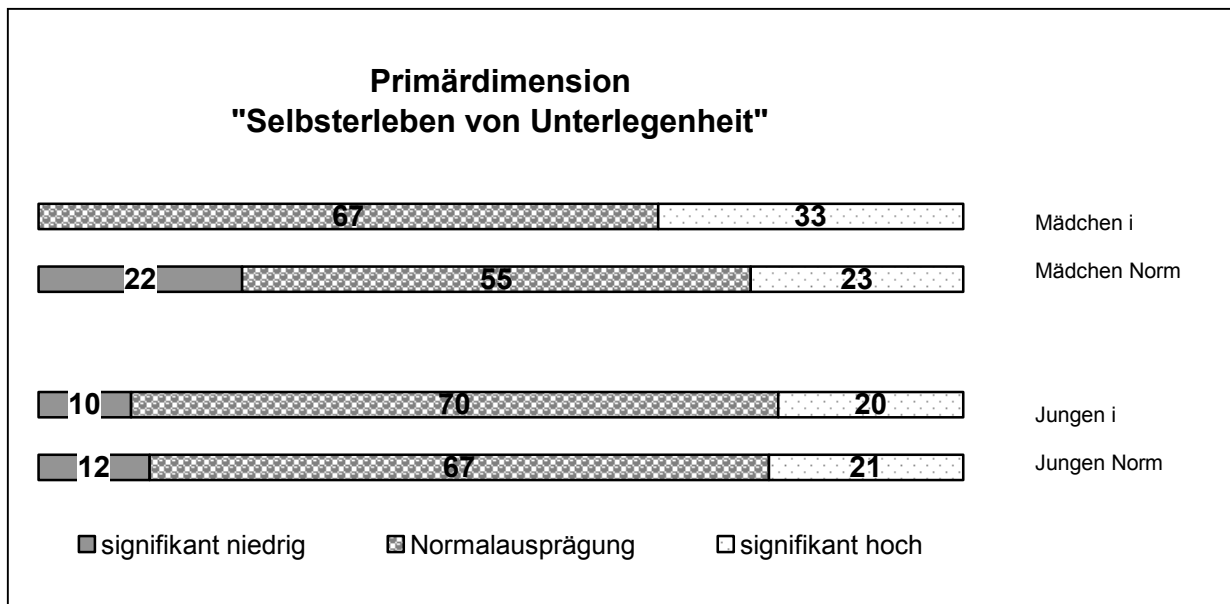 Primärdimension
"Selbsterleben von Unterlegenheit"
67 33 Mädchen i
22 55 23 Mädchen Norm
10 70 20 Jungen i
12 67 21 Jungen Norm
signifikant niedrig Normalausprägung signifikant hoch